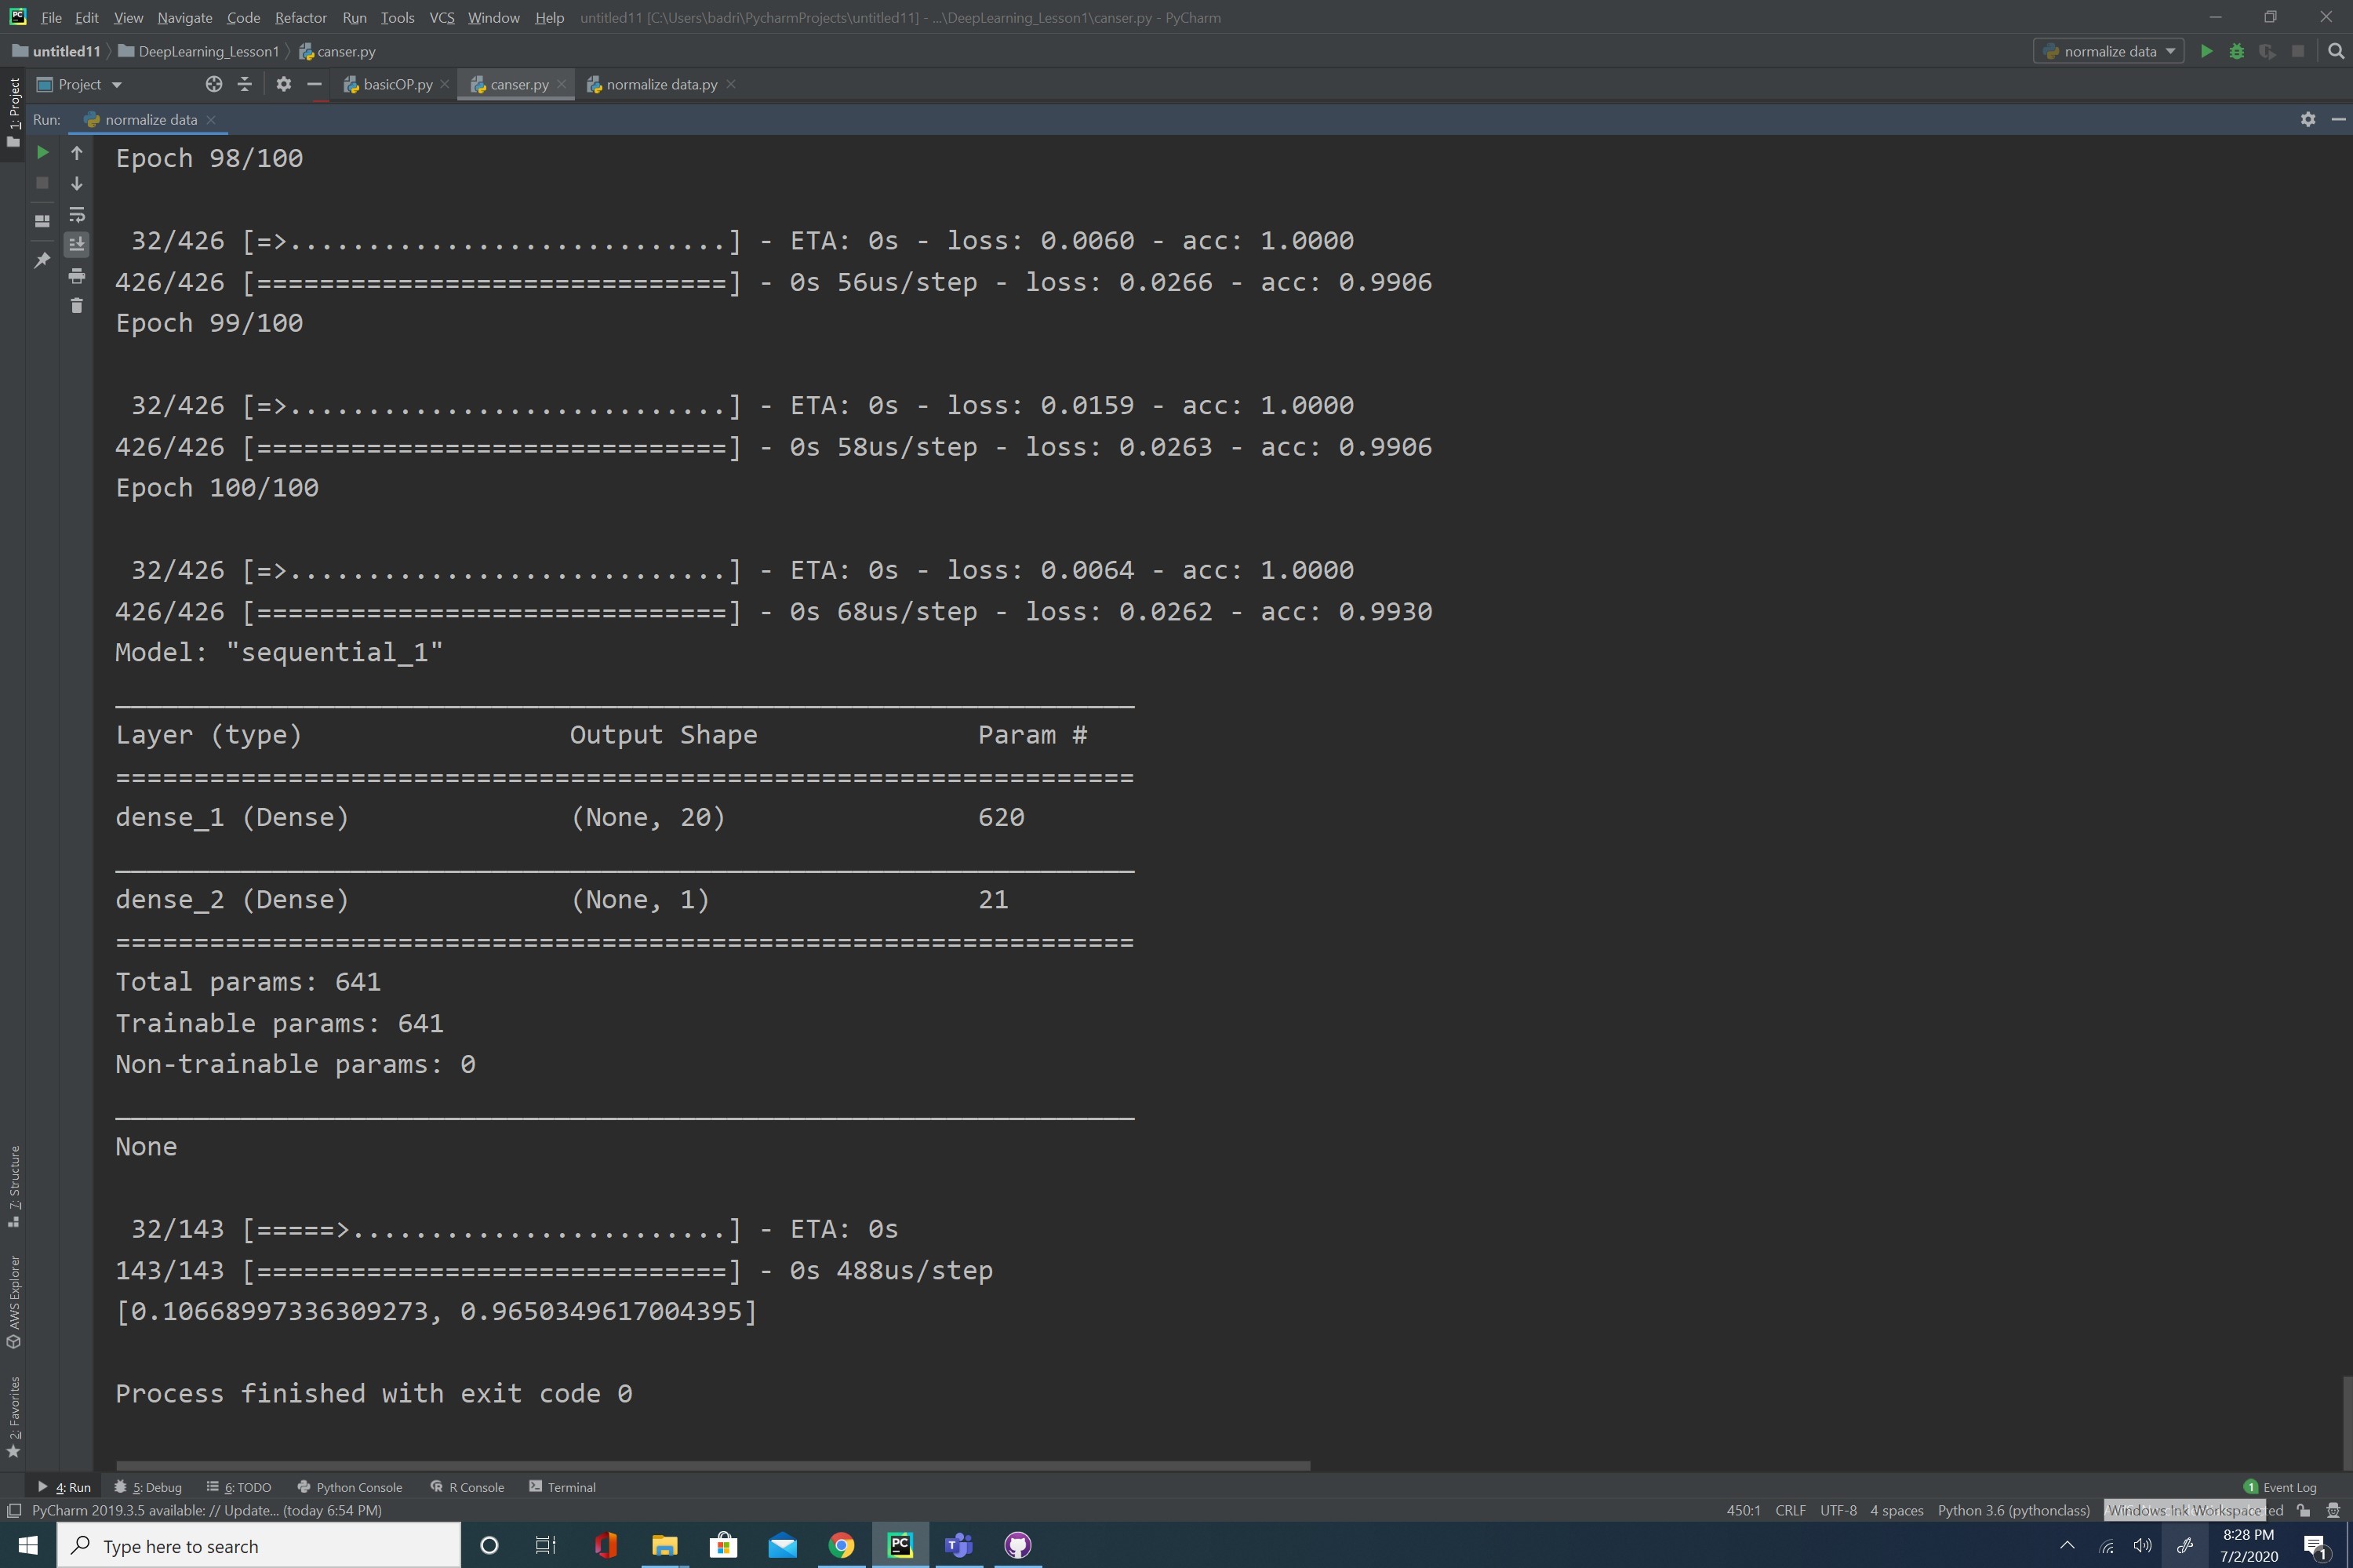 File Edit View Navigate Code Refactor Run Tools VCS Window Help untitled11 [C:\Users\badri\PycharmProjects\untitled11] - ...\DeepLearning_Lesson1\canser.py - PyCharm
untitled11 DeepLearning_Lesson1 canser.py normalize data
Project basicOP.py canser.py normalize data.py
1: Project
Run: normalize data
Epoch 98/100
32/426 [=>............................] - ETA: 0s - loss: 0.0060 - acc: 1.0000
426/426 [==============================] - 0s 56us/step - loss: 0.0266 - acc: 0.9906
Epoch 99/100
32/426 [=>............................] - ETA: 0s - loss: 0.0159 - acc: 1.0000
426/426 [==============================] - 0s 58us/step - loss: 0.0263 - acc: 0.9906
Epoch 100/100
32/426 [=>............................] - ETA: 0s - loss: 0.0064 - acc: 1.0000
426/426 [==============================] - 0s 68us/step - loss: 0.0262 - acc: 0.9930
Model: "sequential_1"
_________________________________________________________________
Layer (type) Output Shape Param #
=================================================================
dense_1 (Dense) (None, 20) 620
_________________________________________________________________
dense_2 (Dense) (None, 1) 21
=================================================================
Total params: 641
Trainable params: 641
Non-trainable params: 0
_________________________________________________________________
None
32/143 [=====>........................] - ETA: 0s
143/143 [==============================] - 0s 488us/step
[0.10668997336309273, 0.9650349617004395]
Process finished with exit code 0
7: Structure
AWS Explorer
2: Favorites
4: Run 5: Debug 6: TODO Python Console R Console Terminal 1 Event Log
PyCharm 2019.3.5 available: // Update... (today 6:54 PM) 450:1 CRLF UTF-8 4 spaces Python 3.6 (pythonclass) Windows Ink Workspace
Type here to search
8:28 PM
7/2/2020
1